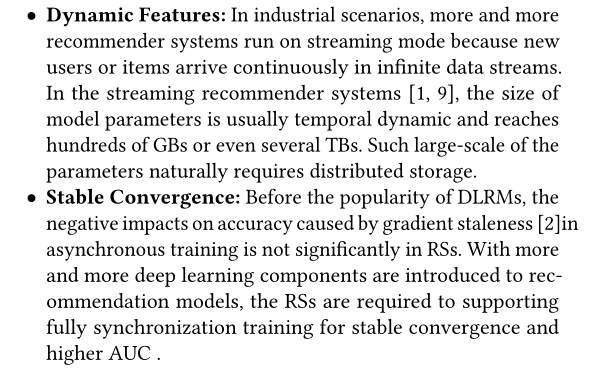 • Dynamic Features: In industrial scenarios, more and more
recommender systems run on streaming mode because new
users or items arrive continuously in infinite data streams.
In the streaming recommender systems [1, 9], the size of
model parameters is usually temporal dynamic and reaches
hundreds of GBs or even several TBs. Such large-scale of the
parameters naturally requires distributed storage.
• Stable Convergence: Before the popularity of DLRMs, the
negative impacts on accuracy caused by gradient staleness [2]in
asynchronous training is not significantly in RSs. With more
and more deep learning components are introduced to rec-
ommendation models, the RSs are required to supporting
fully synchronization training for stable convergence and
higher AUC .